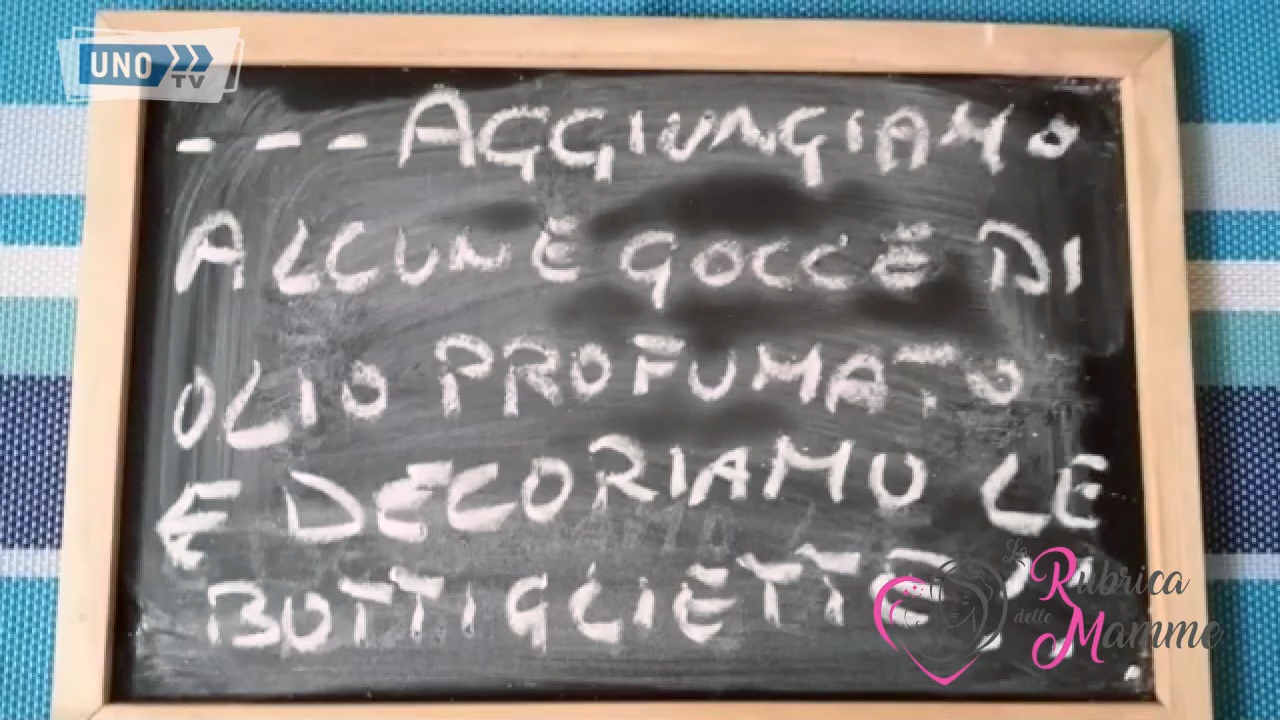 UNO
TV
--- AGGIUNGIAMO
ALCUNE GOCCE DI
OLIO PROFUMATO
E DECORIAMO LE
BOTTIGLIETTE
La Rubrica
delle
Mamme